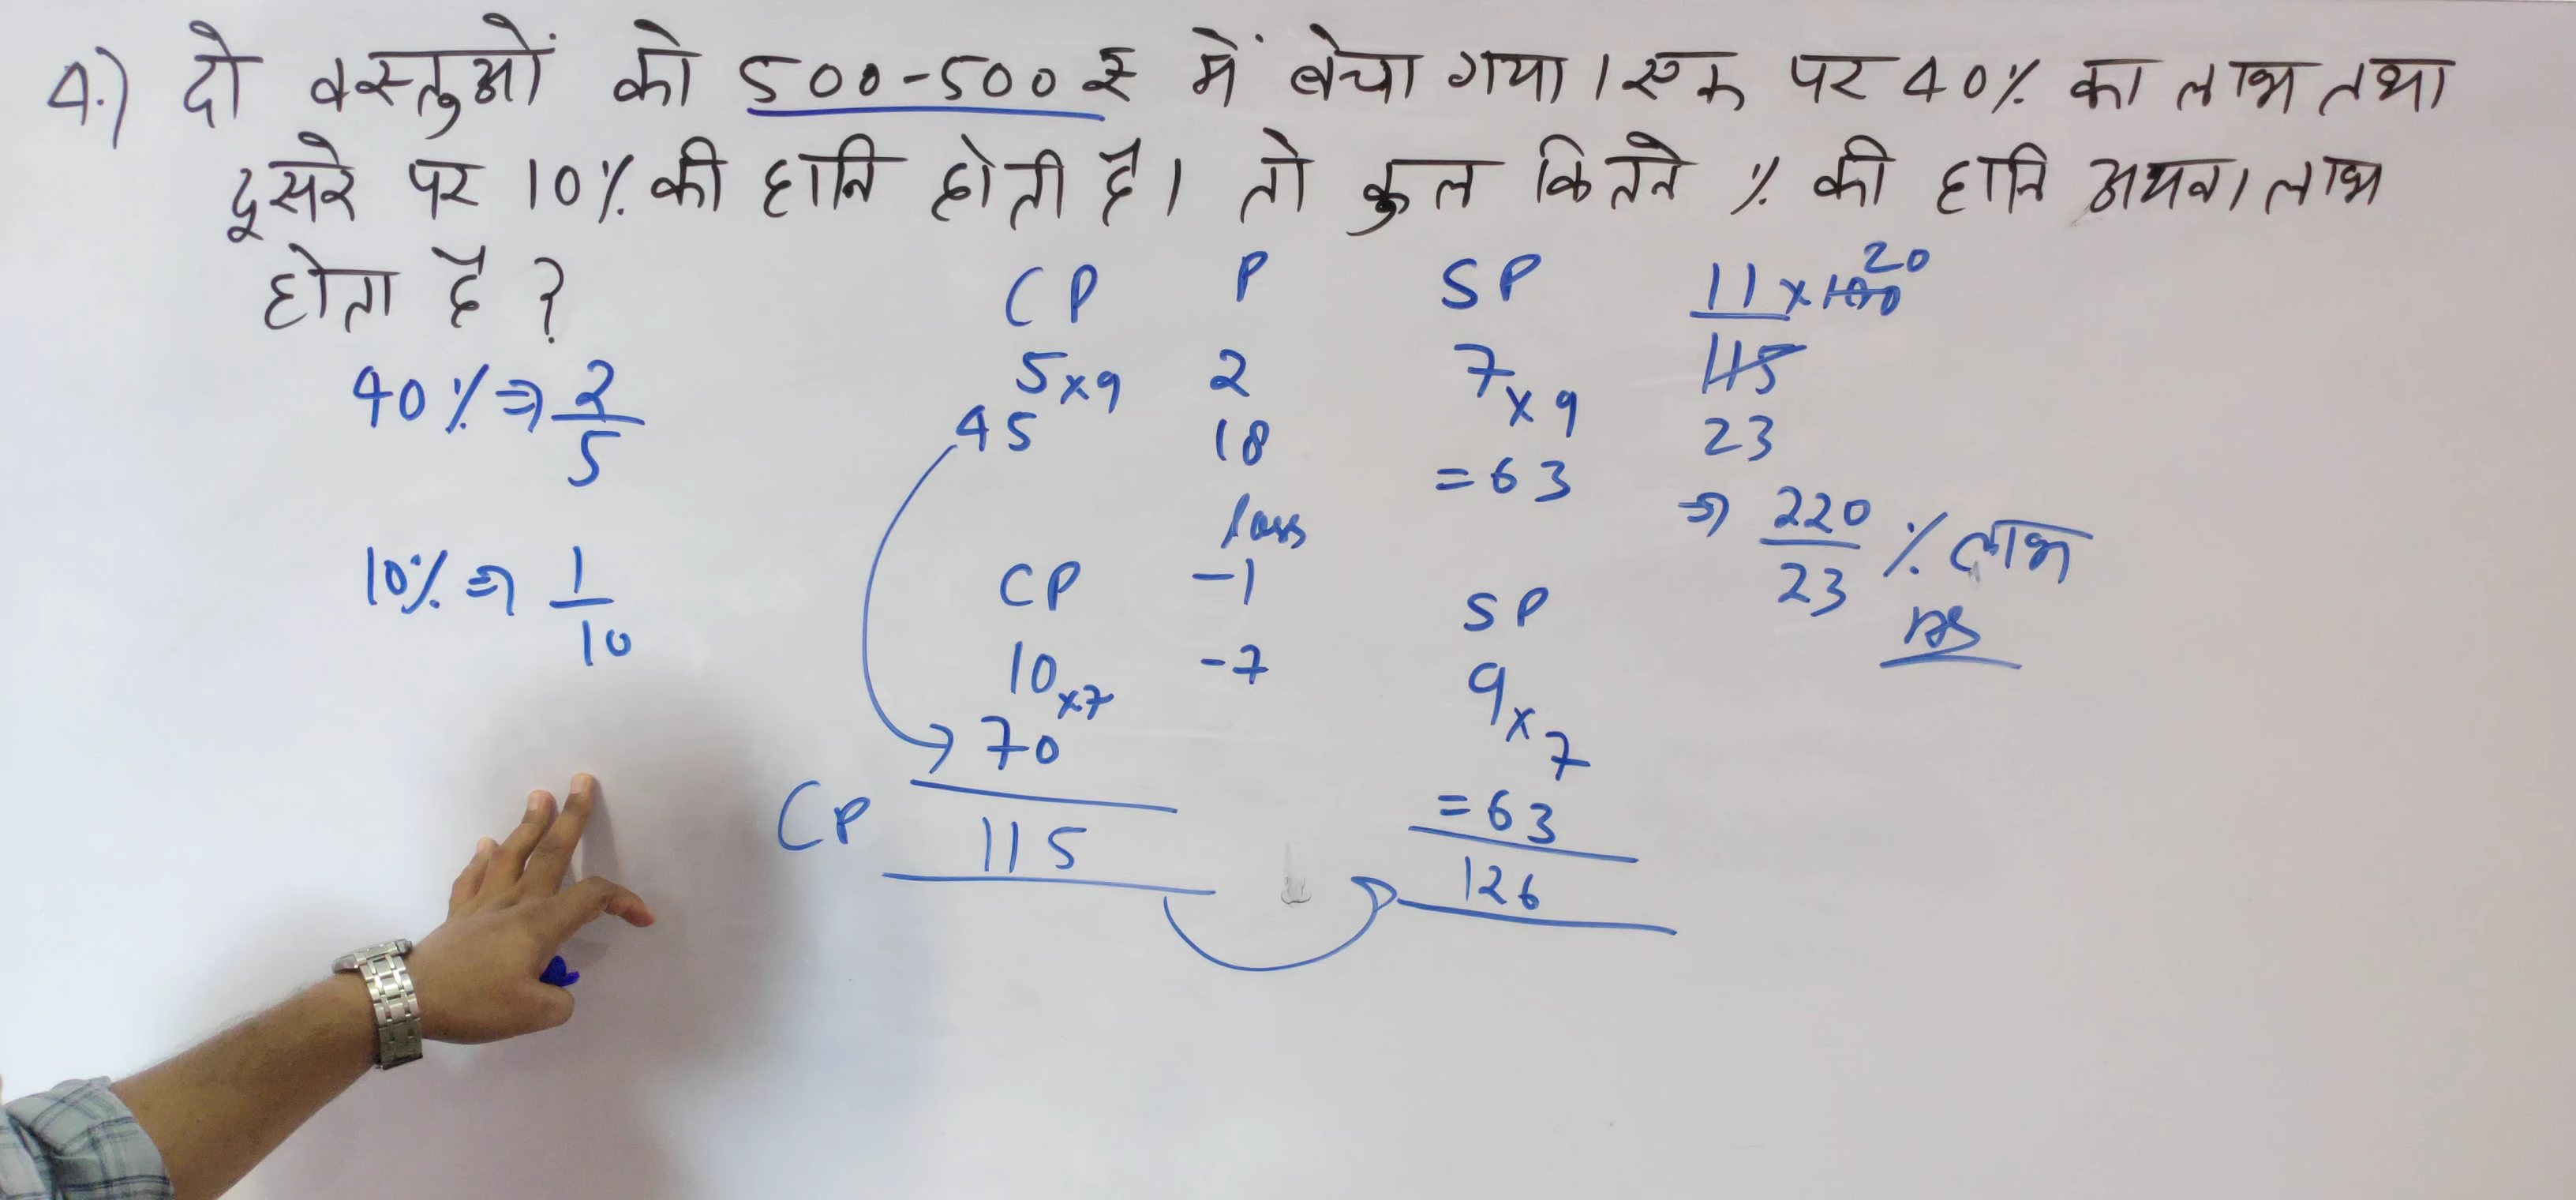 4.) दो वस्तुओं को 500-500 रु में बेचा गया। एक पर 40% का लाभ तथा
दूसरे पर 10% की हानि होती है। तो कुल कितने % की हानि अथवा लाभ
होता है ?
40% ⇒ 2/5
10% ⇒ 1/10
CP P SP
5×9 2 7×9
45 18 = 63
loss
CP -1 SP
10×7 -7 9×7
70 = 63
CP 115 126
20
11×100
115
23
⇒ 220/23 % लाभ